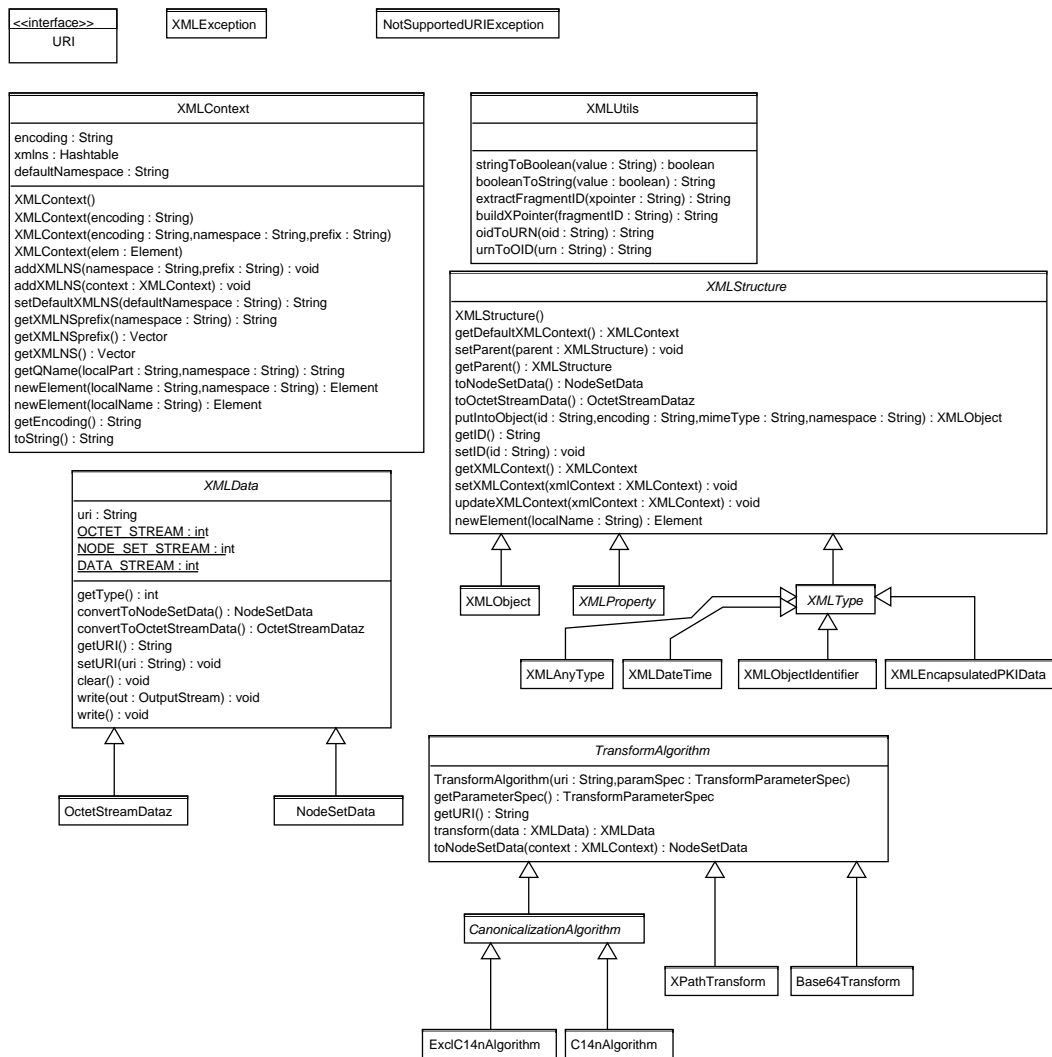 <<interface>>
URI
XMLException
NotSupportedURIException
XMLContext
encoding : String
xmlns : Hashtable
defaultNamespace : String
XMLContext()
XMLContext(encoding : String)
XMLContext(encoding : String,namespace : String,prefix : String)
XMLContext(elem : Element)
addXMLNS(namespace : String,prefix : String) : void
addXMLNS(context : XMLContext) : void
setDefaultXMLNS(defaultNamespace : String) : String
getXMLNSprefix(namespace : String) : String
getXMLNSprefix() : Vector
getXMLNS() : Vector
getQName(localPart : String,namespace : String) : String
newElement(localName : String,namespace : String) : Element
newElement(localName : String) : Element
getEncoding() : String
toString() : String
XMLUtils
stringToBoolean(value : String) : boolean
booleanToString(value : boolean) : String
extractFragmentID(xpointer : String) : String
buildXPointer(fragmentID : String) : String
oidToURN(oid : String) : String
urnToOID(urn : String) : String
XMLStructure
XMLStructure()
getDefaultXMLContext() : XMLContext
setParent(parent : XMLStructure) : void
getParent() : XMLStructure
toNodeSetData() : NodeSetData
toOctetStreamData() : OctetStreamDataz
putIntoObject(id : String,encoding : String,mimeType : String,namespace : String) : XMLObject
getID() : String
setID(id : String) : void
getXMLContext() : XMLContext
setXMLContext(xmlContext : XMLContext) : void
updateXMLContext(xmlContext : XMLContext) : void
newElement(localName : String) : Element
XMLData
uri : String
OCTET_STREAM : int
NODE_SET_STREAM : int
DATA_STREAM : int
getType() : int
convertToNodeSetData() : NodeSetData
convertToOctetStreamData() : OctetStreamDataz
getURI() : String
setURI(uri : String) : void
clear() : void
write(out : OutputStream) : void
write() : void
XMLObject
XMLProperty
XMLType
XMLAnyType
XMLDateTime
XMLObjectIdentifier
XMLEncapsulatedPKIData
OctetStreamDataz
NodeSetData
TransformAlgorithm
TransformAlgorithm(uri : String,paramSpec : TransformParameterSpec)
getParameterSpec() : TransformParameterSpec
getURI() : String
transform(data : XMLData) : XMLData
toNodeSetData(context : XMLContext) : NodeSetData
CanonicalizationAlgorithm
XPathTransform
Base64Transform
ExclC14nAlgorithm
C14nAlgorithm